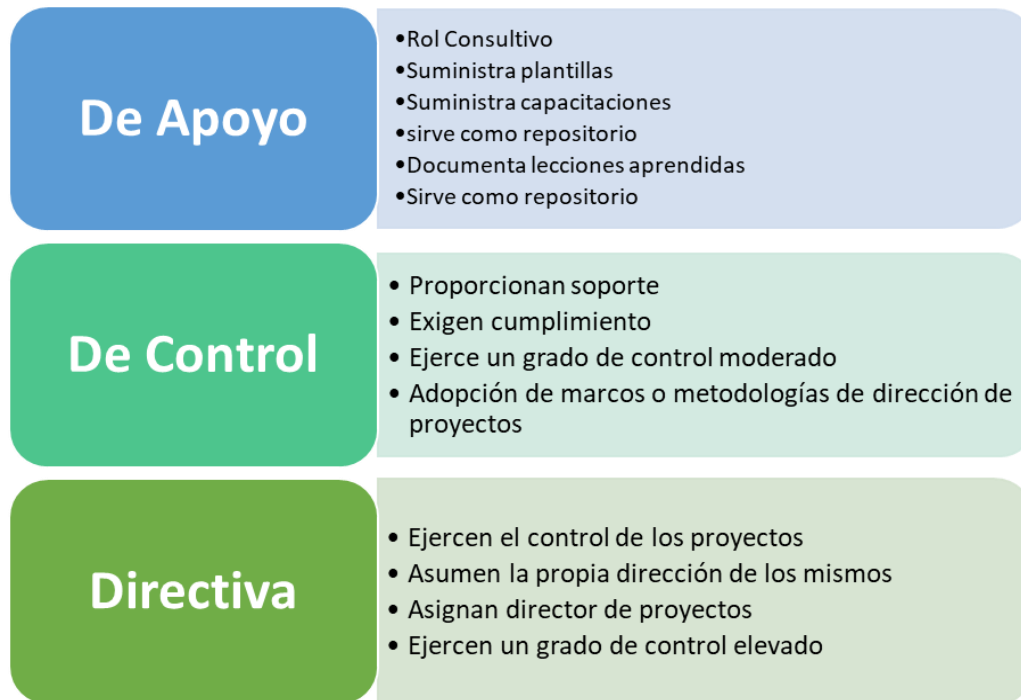 De Apoyo
•Rol Consultivo
•Suministra plantillas
•Suministra capacitaciones
•sirve como repositorio
•Documenta lecciones aprendidas
•Sirve como repositorio
De Control
• Proporcionan soporte
• Exigen cumplimiento
• Ejerce un grado de control moderado
• Adopción de marcos o metodologías de dirección de
proyectos
Directiva
• Ejercen el control de los proyectos
• Asumen la propia dirección de los mismos
• Asignan director de proyectos
• Ejercen un grado de control elevado